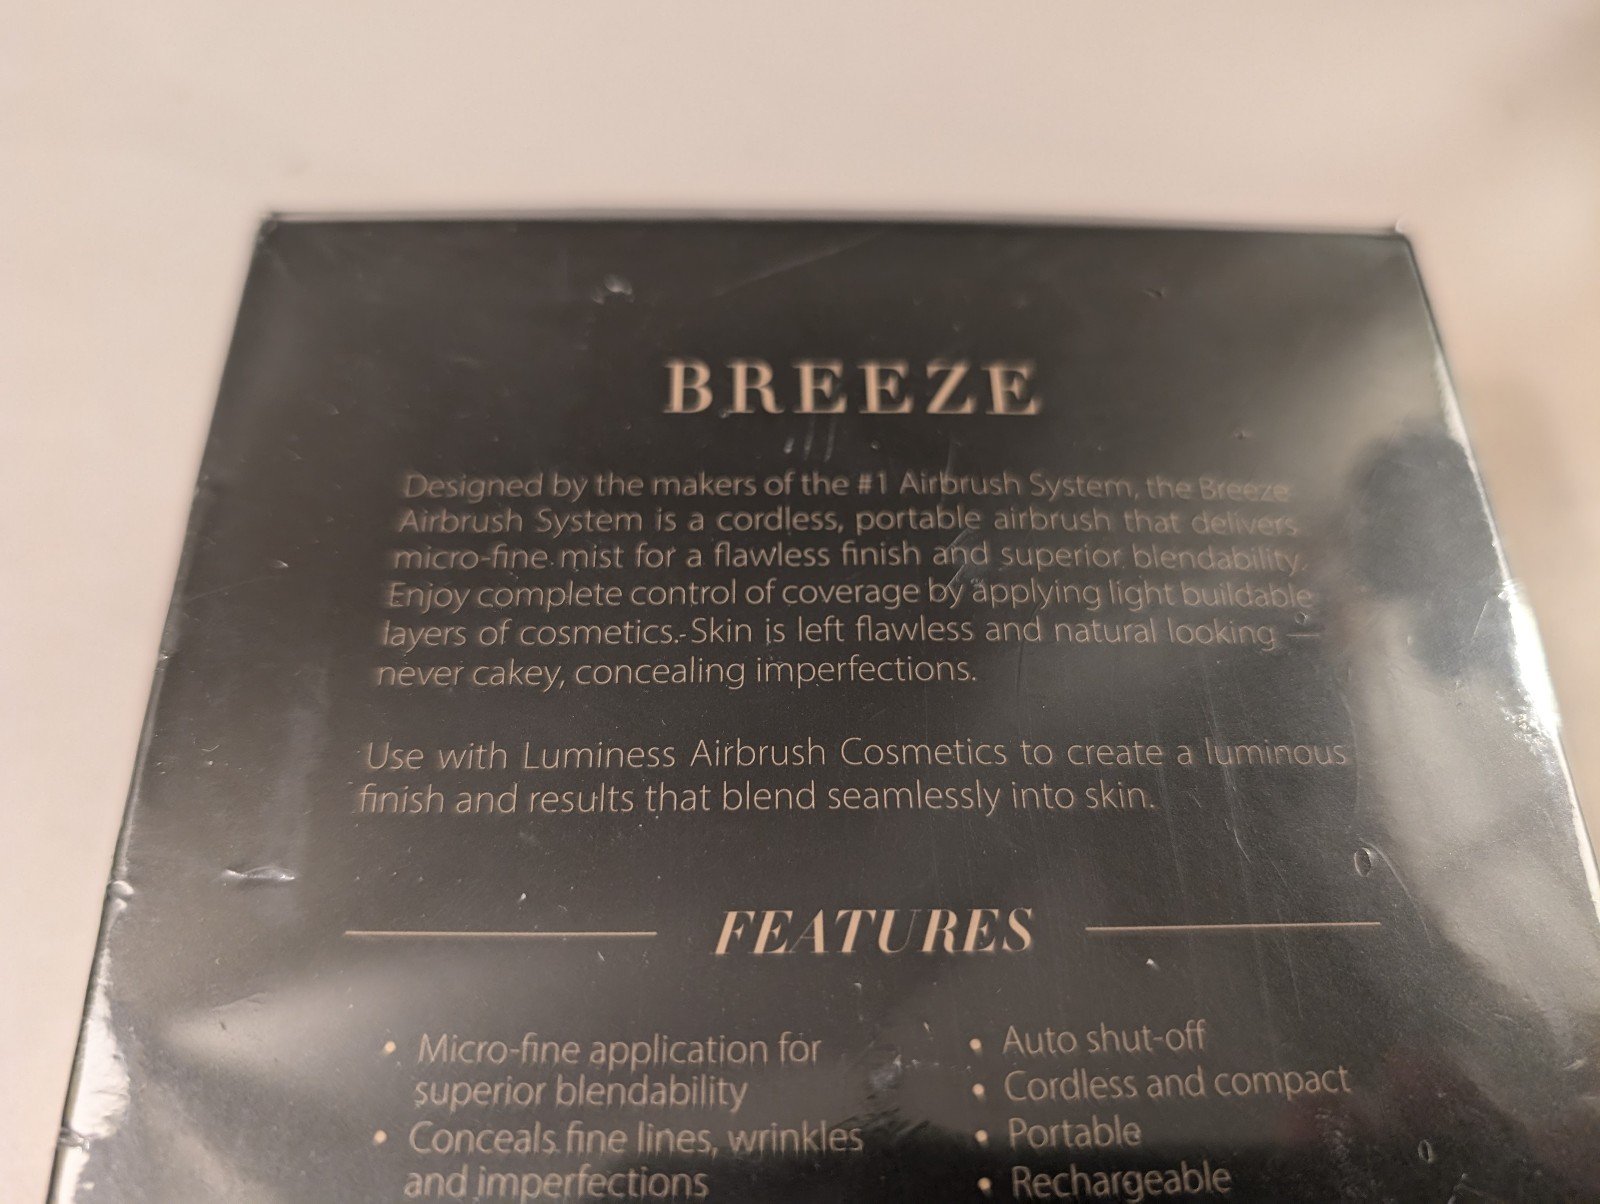 BREEZE
Designed by the makers of the #1 Airbrush System, the Breeze
Airbrush System is a cordless, portable airbrush that delivers
micro-fine mist for a flawless finish and superior blendability.
Enjoy complete control of coverage by applying light buildable
layers of cosmetics. Skin is left flawless and natural looking —
never cakey, concealing imperfections.
Use with Luminess Airbrush Cosmetics to create a luminous
finish and results that blend seamlessly into skin.
FEATURES
• Micro-fine application for
superior blendability
• Conceals fine lines, wrinkles
and imperfections
• Auto shut-off
• Cordless and compact
• Portable
• Rechargeable